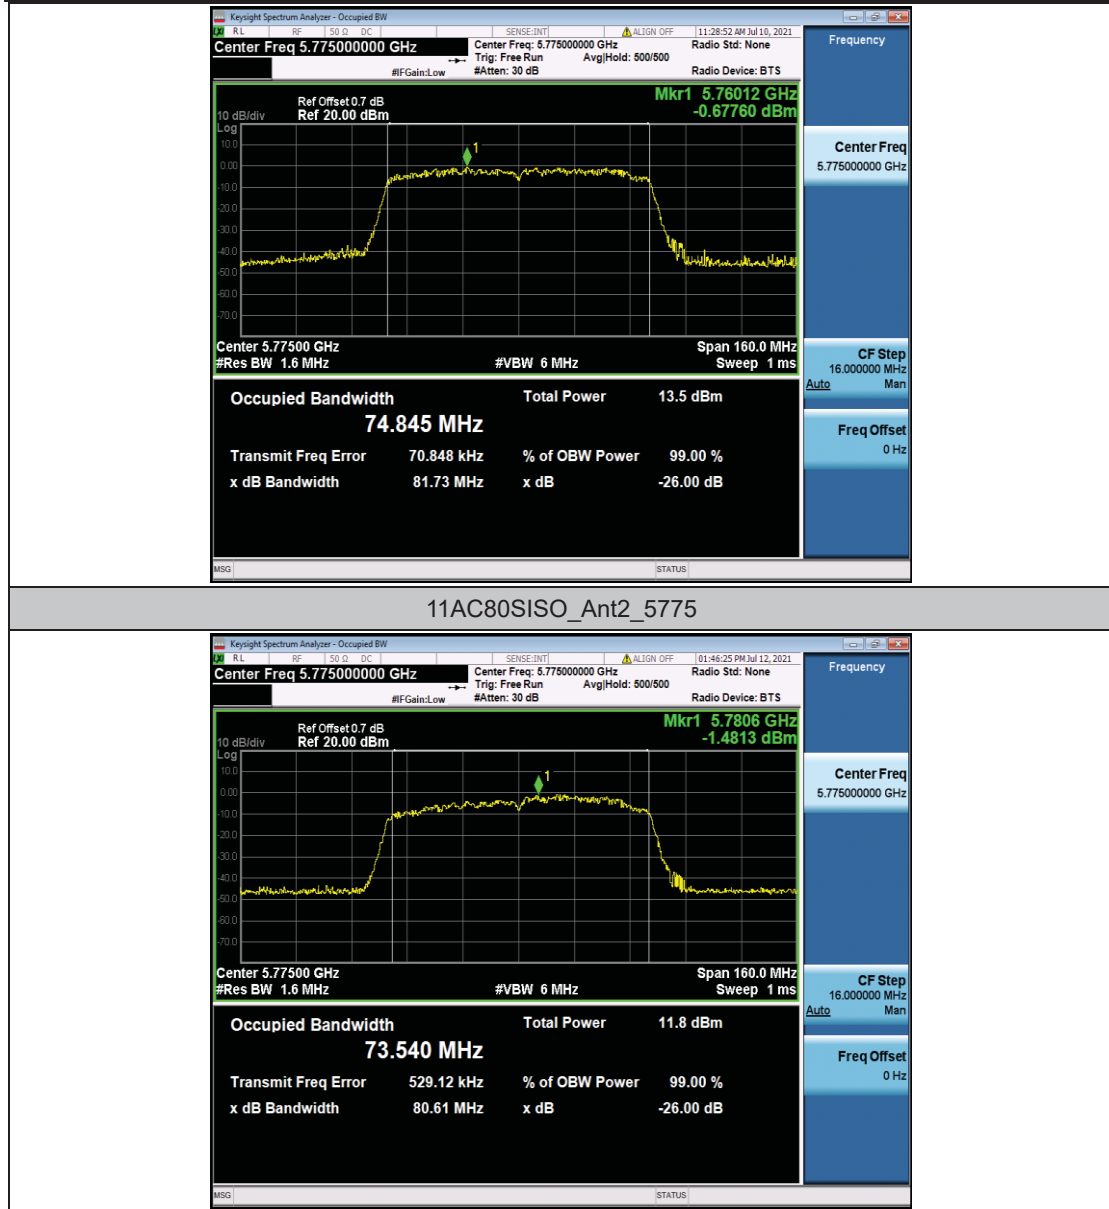 Keysight Spectrum Analyzer - Occupied BW
RL RF 50 Ω DC SENSE:INT ALIGN OFF 11:28:52 AM Jul 10, 2021
Center Freq 5.775000000 GHz
Center Freq: 5.775000000 GHz Radio Std: None
Trig: Free Run Avg|Hold: 500/500
#IFGain:Low #Atten: 30 dB Radio Device: BTS
Frequency
Ref Offset 0.7 dB Mkr1 5.76012 GHz
10 dB/div Ref 20.00 dBm -0.67760 dBm
Log
10.0
0.00
-10.0
-20.0
-30.0
-40.0
-50.0
-60.0
-70.0
1
Center Freq
5.775000000 GHz
Center 5.77500 GHz Span 160.0 MHz
#Res BW 1.6 MHz #VBW 6 MHz Sweep 1 ms
CF Step
16.000000 MHz
Auto Man
Occupied Bandwidth Total Power 13.5 dBm
74.845 MHz
Transmit Freq Error 70.848 kHz % of OBW Power 99.00 %
x dB Bandwidth 81.73 MHz x dB -26.00 dB
Freq Offset
0 Hz
MSG STATUS
11AC80SISO_Ant2_5775
Keysight Spectrum Analyzer - Occupied BW
RL RF 50 Ω DC SENSE:INT ALIGN OFF 01:46:25 PM Jul 12, 2021
Center Freq 5.775000000 GHz
Center Freq: 5.775000000 GHz Radio Std: None
Trig: Free Run Avg|Hold: 500/500
#IFGain:Low #Atten: 30 dB Radio Device: BTS
Frequency
Ref Offset 0.7 dB Mkr1 5.7806 GHz
10 dB/div Ref 20.00 dBm -1.4813 dBm
Log
10.0
0.00
-10.0
-20.0
-30.0
-40.0
-50.0
-60.0
-70.0
1
Center Freq
5.775000000 GHz
Center 5.77500 GHz Span 160.0 MHz
#Res BW 1.6 MHz #VBW 6 MHz Sweep 1 ms
CF Step
16.000000 MHz
Auto Man
Occupied Bandwidth Total Power 11.8 dBm
73.540 MHz
Transmit Freq Error 529.12 kHz % of OBW Power 99.00 %
x dB Bandwidth 80.61 MHz x dB -26.00 dB
Freq Offset
0 Hz
MSG STATUS